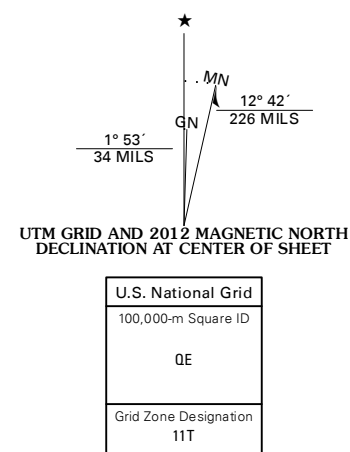 ★
MN
GN
12° 42´
226 MILS
1° 53´
34 MILS
UTM GRID AND 2012 MAGNETIC NORTH
DECLINATION AT CENTER OF SHEET
U.S. National Grid
100,000-m Square ID
QE
Grid Zone Designation
11T